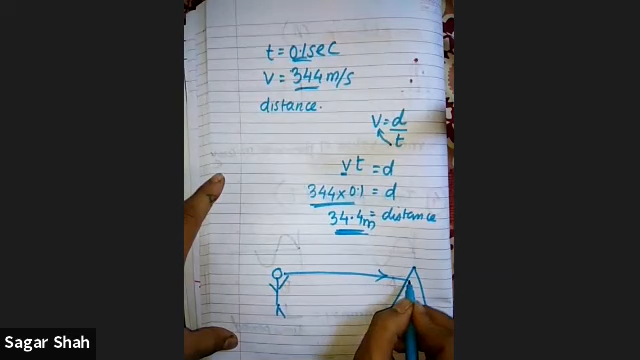 t = 0.1sec
v = 344 m/s
distance.
v = d/t
vt = d
344 x 0.1 = d
34.4m = distance
Sagar Shah